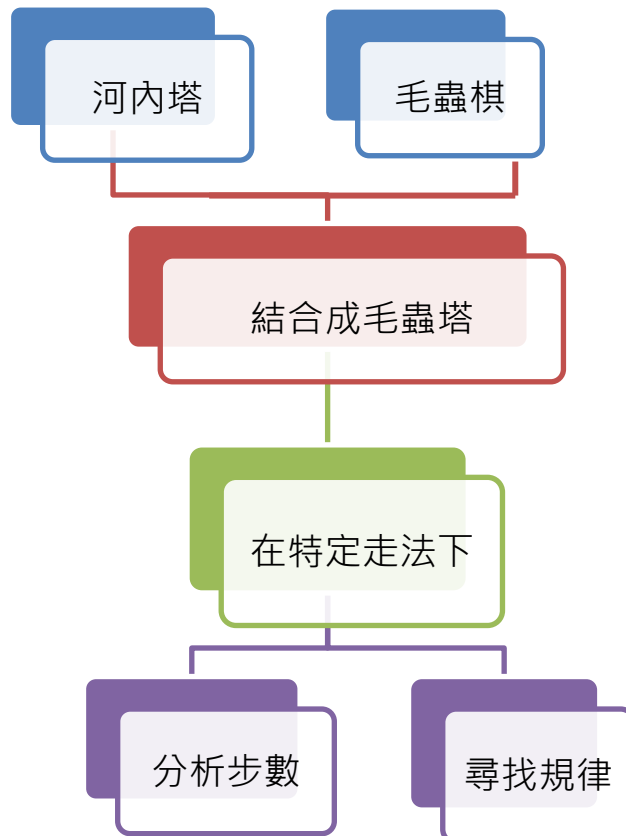 河內塔
毛蟲棋
結合成毛蟲塔
在特定走法下
分析步數
尋找規律